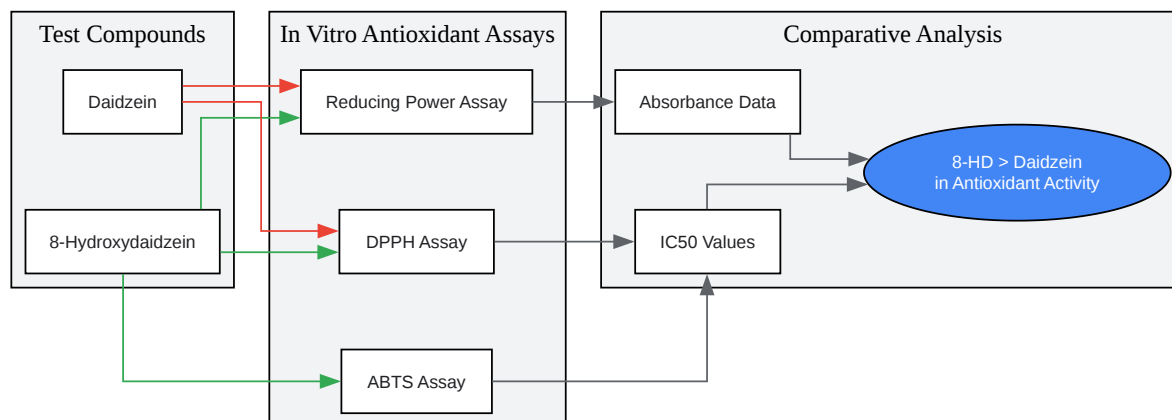 Test Compounds
Daidzein
8-Hydroxydaidzein
In Vitro Antioxidant Assays
Reducing Power Assay
DPPH Assay
ABTS Assay
Comparative Analysis
Absorbance Data
IC50 Values
8-HD > Daidzein
in Antioxidant Activity